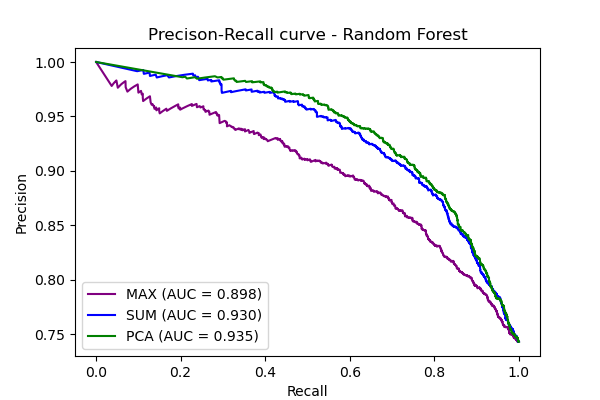 Precison-Recall curve - Random Forest
1.00
0.95
0.90
0.85
0.80
0.75
Precision
MAX (AUC = 0.898)
SUM (AUC = 0.930)
PCA (AUC = 0.935)
0.0 0.2 0.4 0.6 0.8 1.0
Recall